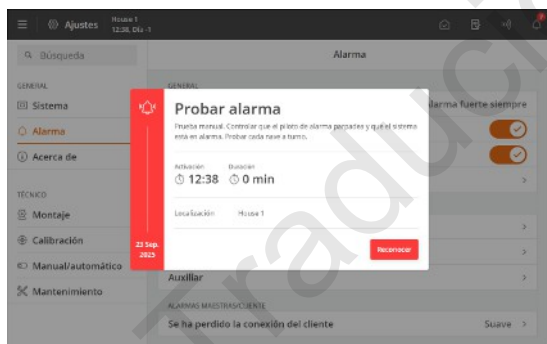 Ajustes
House 1
12:38, Día -1
Búsqueda
Alarma
GENERAL
Sistema
Alarma
Acerca de
TÉCNICO
Montaje
Calibración
Manual/automático
Mantenimiento
GENERAL
larma fuerte siempre
Probar alarma
Prueba manual. Controlar que el piloto de alarma parpadea y que el sistema
está en alarma. Probar cada nave a turno.
Activación
Duración
12:38
0 min
Localización
House 1
23 Sep.
2025
Reconocer
Auxiliar
ALARMAS MAESTRAS/CLIENTE
Se ha perdido la conexión del cliente
Suave
Traducci